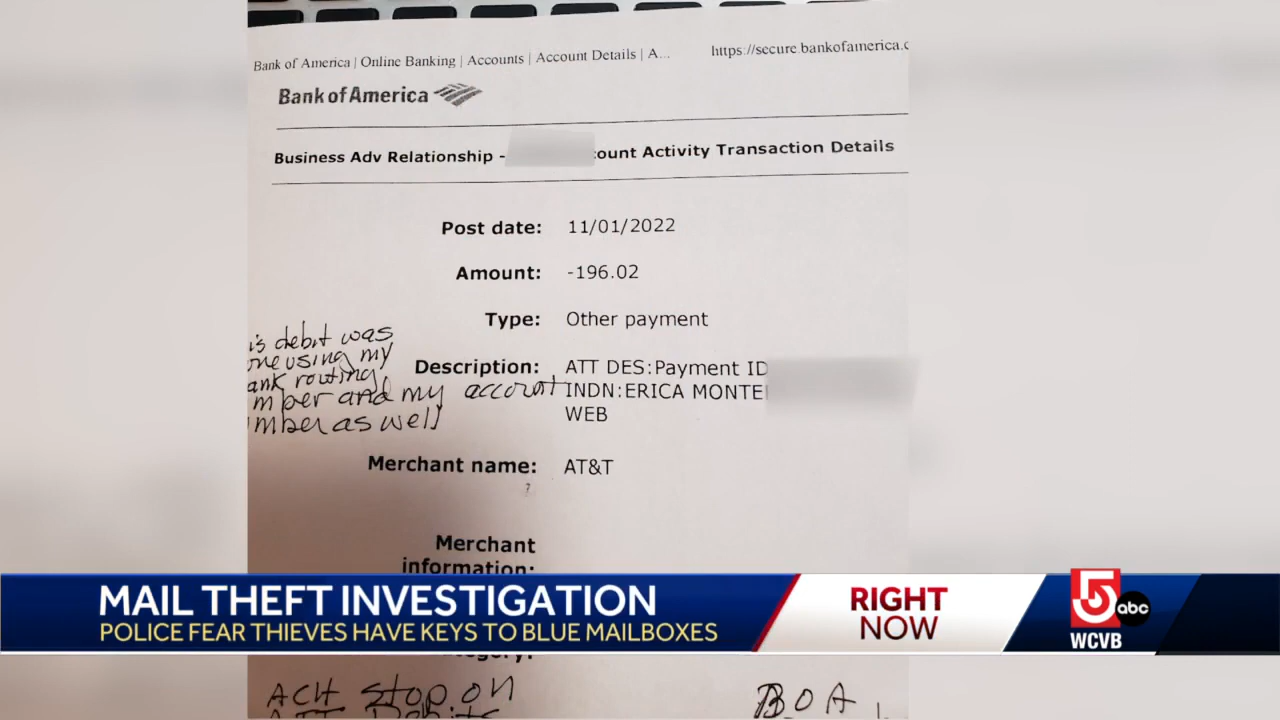 Bank of America | Online Banking | Accounts | Account Details | A... https://secure.bankofamerica.c
Bank of America
Business Adv Relationship - ount Activity Transaction Details
Post date: 11/01/2022
Amount: -196.02
Type: Other payment
is debit was
one using my
ank routing
mber and my account
mber as well
Description: ATT DES:Payment ID
INDN:ERICA MONTE
WEB
Merchant name: AT&T
?
Merchant
information:
MAIL THEFT INVESTIGATION
POLICE FEAR THIEVES HAVE KEYS TO BLUE MAILBOXES
RIGHT
NOW
5 abc
WCVB
ACH Stop on
BOA